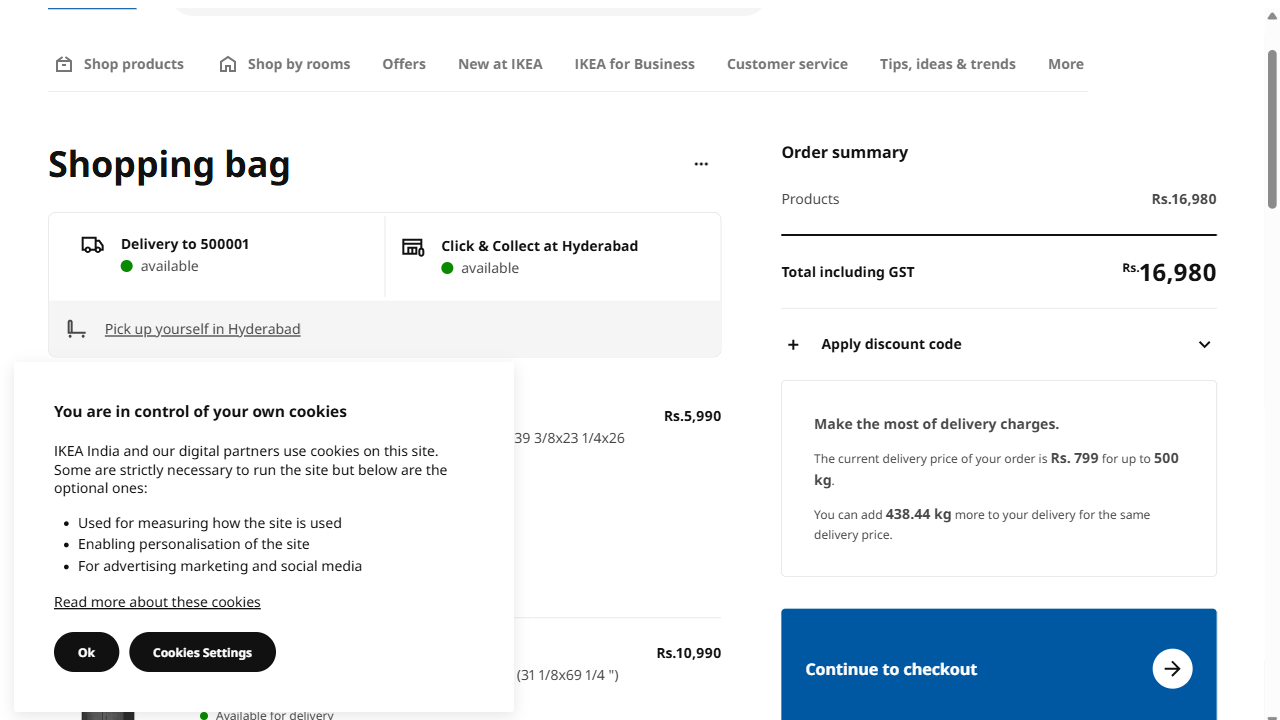 Shop products
Shop by rooms
Offers
New at IKEA
IKEA for Business
Customer service
Tips, ideas & trends
More
Shopping bag
Delivery to 500001
available
Click & Collect at Hyderabad
available
Pick up yourself in Hyderabad
Rs.5,990
39 3/8x23 1/4x26
Rs.10,990
(31 1/8x69 1/4 ")
Available for delivery
You are in control of your own cookies
IKEA India and our digital partners use cookies on this site.
Some are strictly necessary to run the site but below are the
optional ones:
Used for measuring how the site is used
Enabling personalisation of the site
For advertising marketing and social media
Read more about these cookies
Ok
Cookies Settings
Order summary
Products
Rs.16,980
Total including GST
Rs.16,980
Apply discount code
Make the most of delivery charges.
The current delivery price of your order is Rs. 799 for up to 500
kg.
You can add 438.44 kg more to your delivery for the same
delivery price.
Continue to checkout